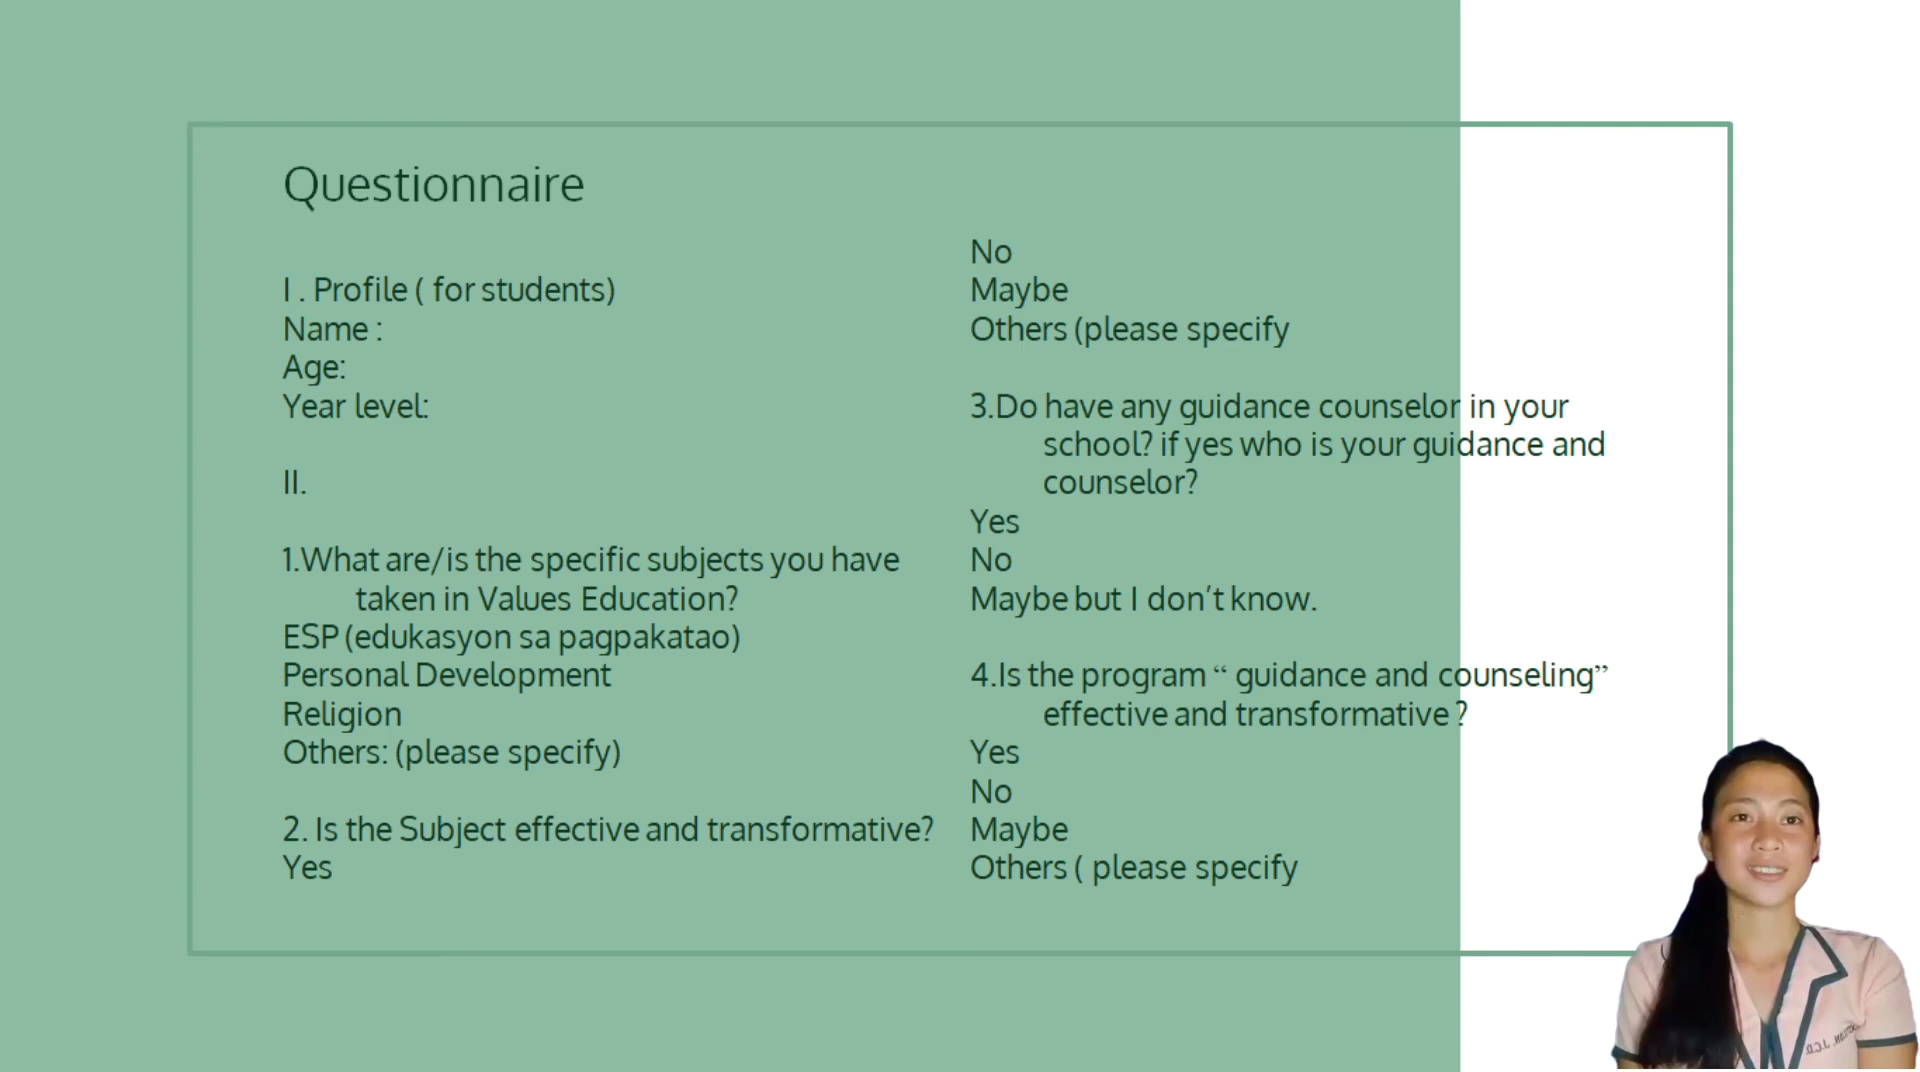 Questionnaire
I . Profile ( for students)
Name :
Age:
Year level:
II.
1.What are/is the specific subjects you have
taken in Values Education?
ESP (edukasyon sa pagpakatao)
Personal Development
Religion
Others: (please specify)
2. Is the Subject effective and transformative?
Yes
No
Maybe
Others (please specify
3.Do have any guidance counselor in your
school? if yes who is your guidance and
counselor?
Yes
No
Maybe but I don’t know.
4.Is the program “ guidance and counseling”
effective and transformative ?
Yes
No
Maybe
Others ( please specify